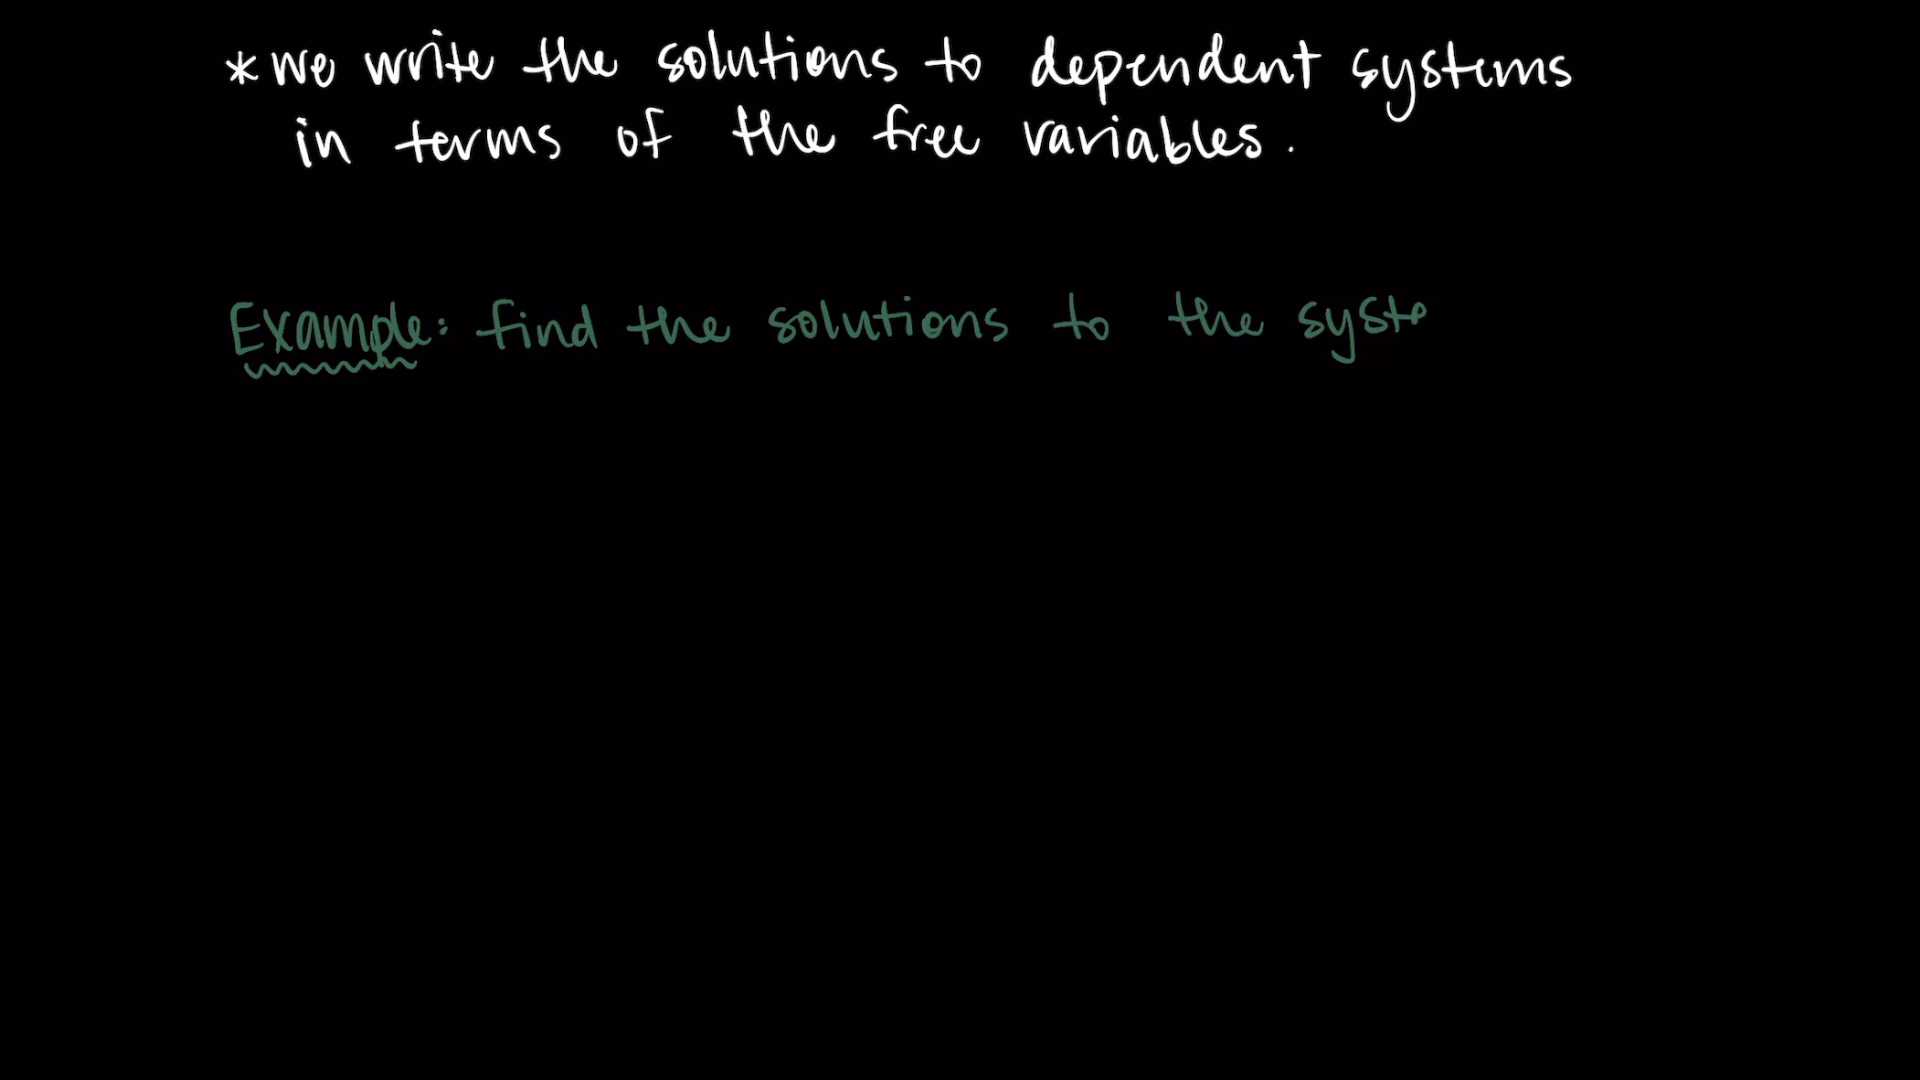 * we write the solutions to dependent systems
in terms of the free variables.
Example: find the solutions to the syste